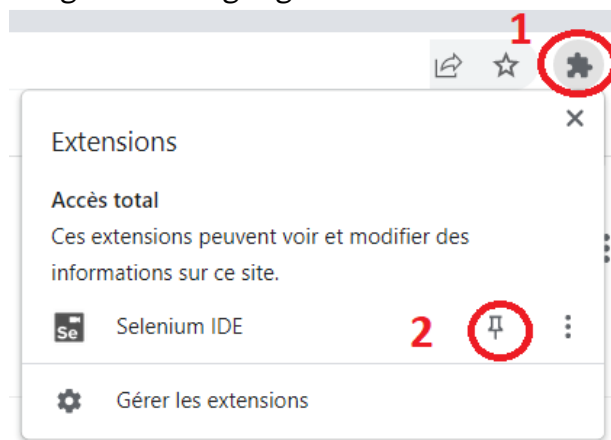 1
Extensions
Accès total
Ces extensions peuvent voir et modifier des
informations sur ce site.
Se Selenium IDE 2
Gérer les extensions